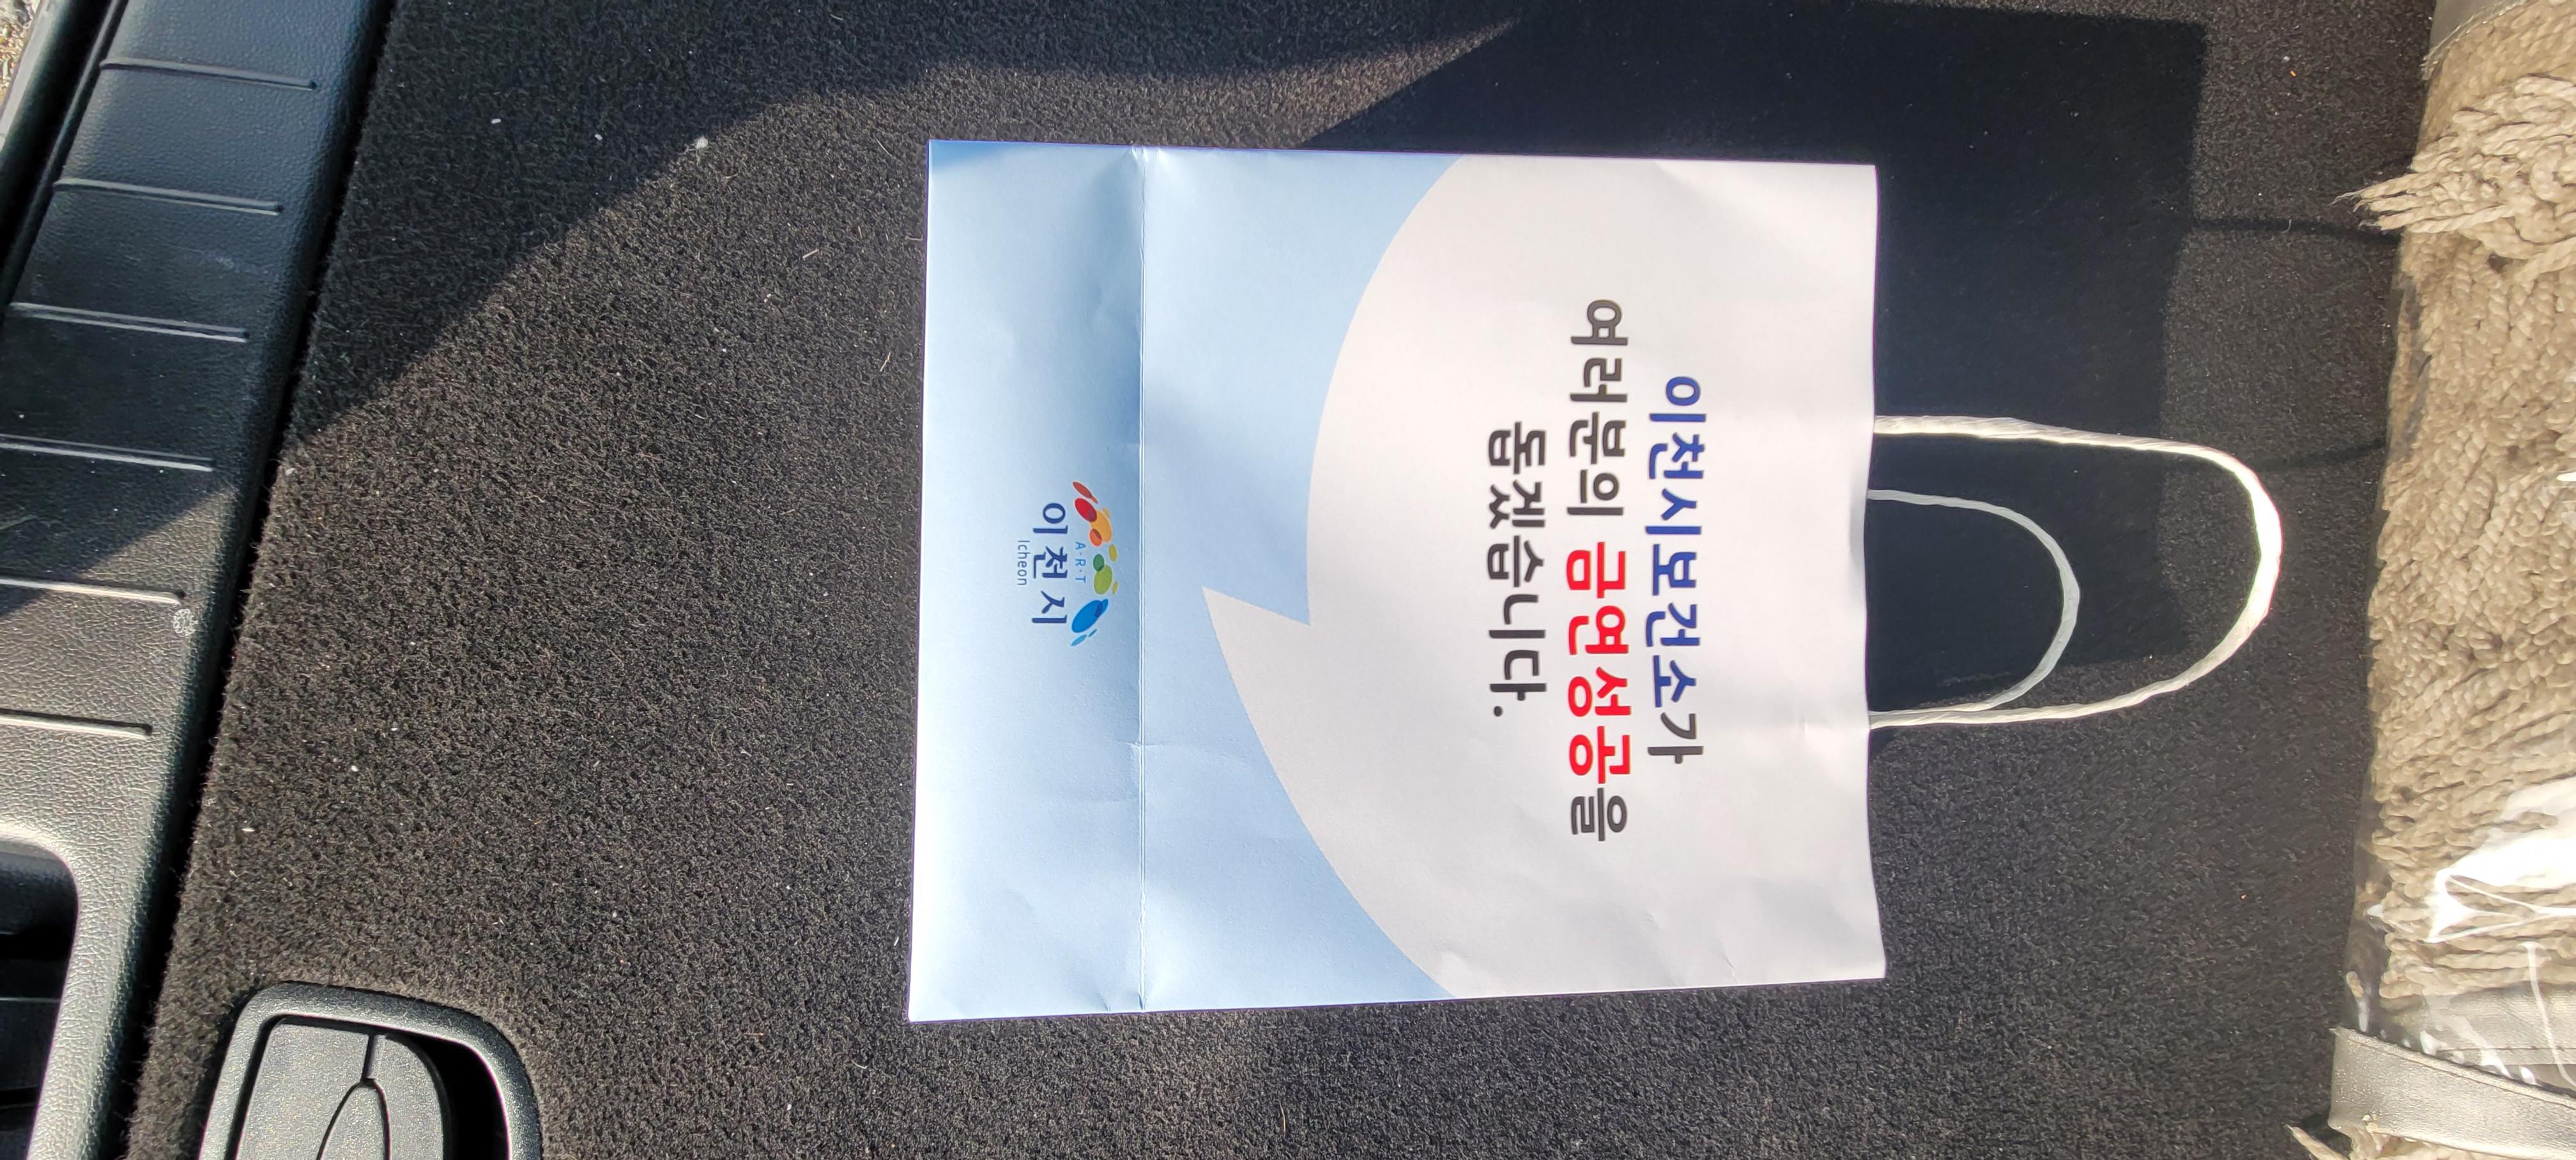 이천시보건소가
여러분의 금연성공을
돕겠습니다.
A·R·T
이천시
Icheon